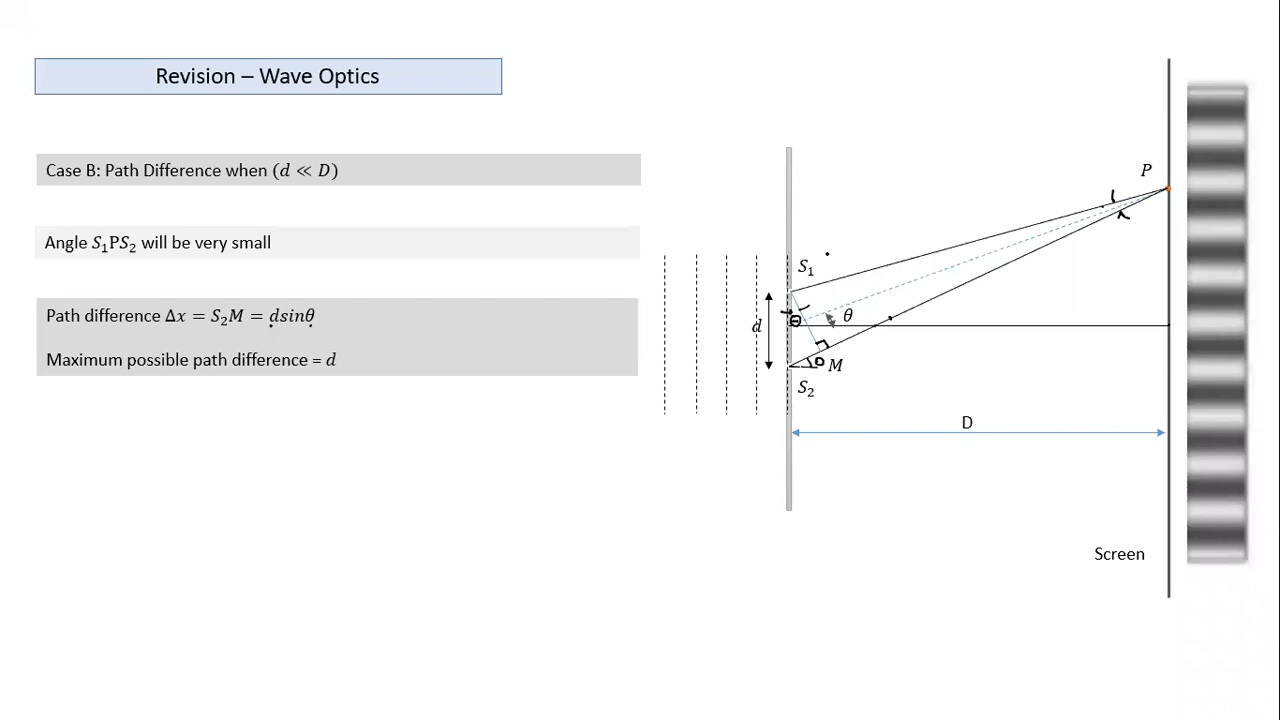 Revision – Wave Optics
Case B: Path Difference when (d ≪ D)
Angle S₁PS₂ will be very small
Path difference Δx = S₂M = dsinθ
Maximum possible path difference = d
P
S₁
d
θ
θ
θ
M
S₂
D
Screen